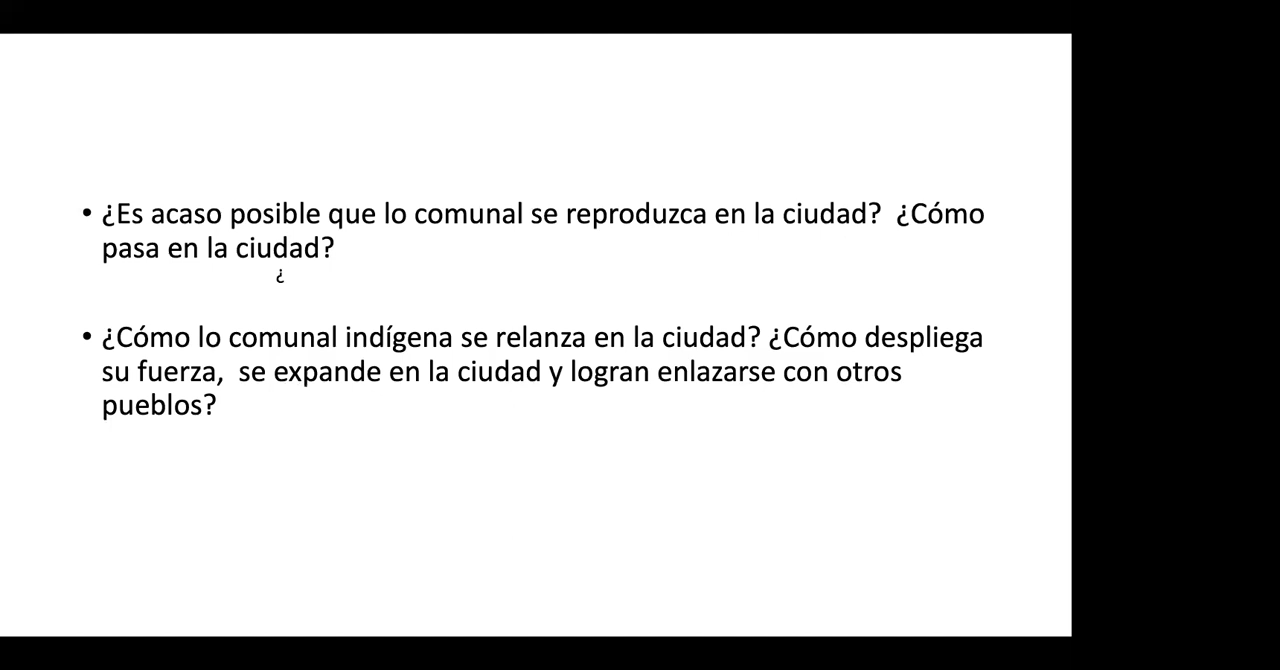 • ¿Es acaso posible que lo comunal se reproduzca en la ciudad?  ¿Cómo
pasa en la ciudad?
¿
• ¿Cómo lo comunal indígena se relanza en la ciudad? ¿Cómo despliega
su fuerza,  se expande en la ciudad y logran enlazarse con otros
pueblos?